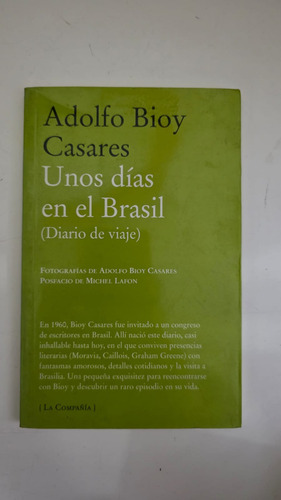 Adolfo Bioy
Casares
Unos días
en el Brasil
(Diario de viaje)
Fotografías de Adolfo Bioy Casares
Posfacio de Michel Lafon
En 1960, Bioy Casares fue invitado a un congreso
de escritores en Brasil. Allí nació este diario, casi
inhallable hasta hoy, en el que conviven presencias
literarias (Moravia, Caillois, Graham Greene) con
fantasmas amorosos, detalles cotidianos y la visita a
Brasilia. Una pequeña exquisitez para reencontrarse
con Bioy y descubrir un raro episodio en su vida.
[ La Compañía ]